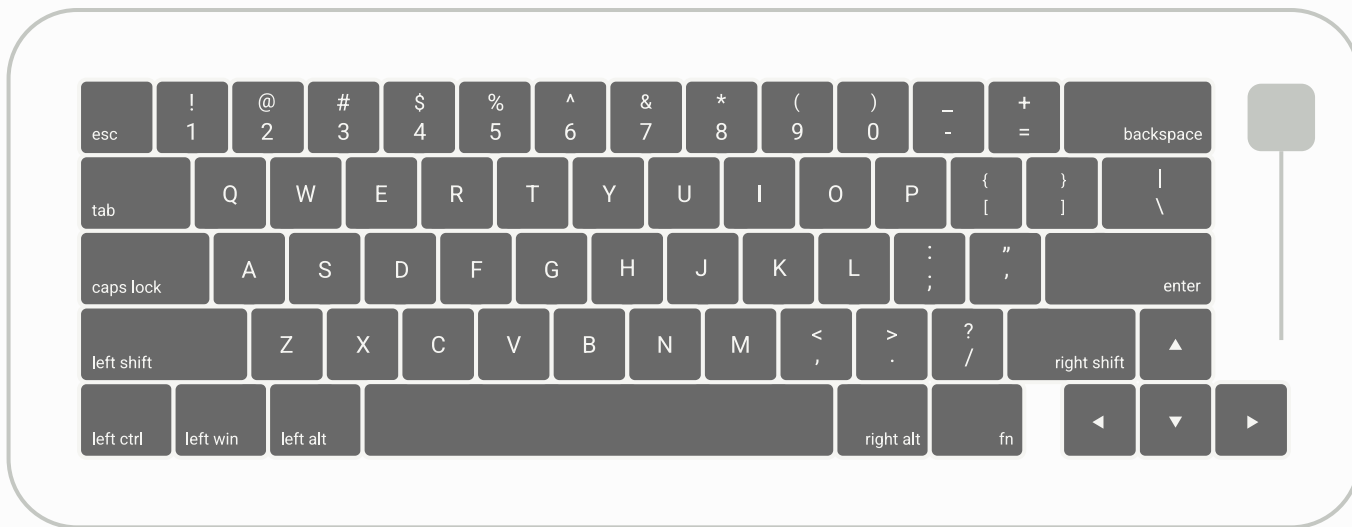 ! @ # $ % ^ & * ( ) _ +
esc 1 2 3 4 5 6 7 8 9 0 - = backspace
{ } |
tab Q W E R T Y U I O P [ ] \
: ”
caps lock A S D F G H J K L ; ’ enter
< > ?
left shift Z X C V B N M , . / right shift ▲
left ctrl left win left alt right alt fn ◀ ▼ ▶